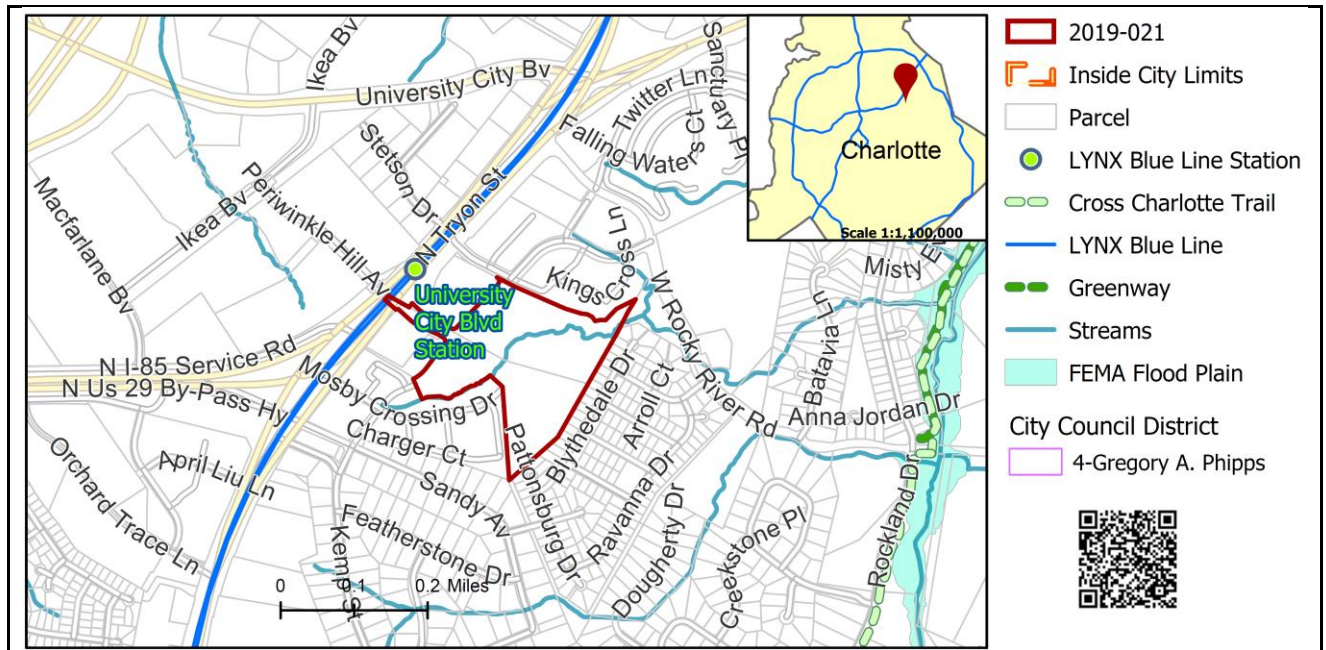 Ikea Bv
University City Bv
Sanctuary Pl
Twitter Ln
Ct
Falling Waters
Stetson Dr
N Tryon St
Periwinkle Hill Av
Ikea Bv
Macfarlane Bv
Kings Cross Ln
Cross
W Rocky River Rd
Misty
Batavia Ln
University
City Blvd
Station
N I-85 Service Rd
N Us 29 By-Pass Hy
Mosby Crossing Dr
Charger Ct
Blythedale Dr
Arroll Ct
Anna Jordan Dr
Pattonsburg Dr
April Liu Ln
Sandy Av
Orchard Trace Ln
Featherstone Dr
Kemp St
Ravanna Dr
Dougherty Dr
Creekstone Pl
Rockland Dr
0 0.1 0.2 Miles
Charlotte
Scale 1:1,100,000
2019-021
Inside City Limits
Parcel
LYNX Blue Line Station
Cross Charlotte Trail
LYNX Blue Line
Greenway
Streams
FEMA Flood Plain
City Council District
4-Gregory A. Phipps